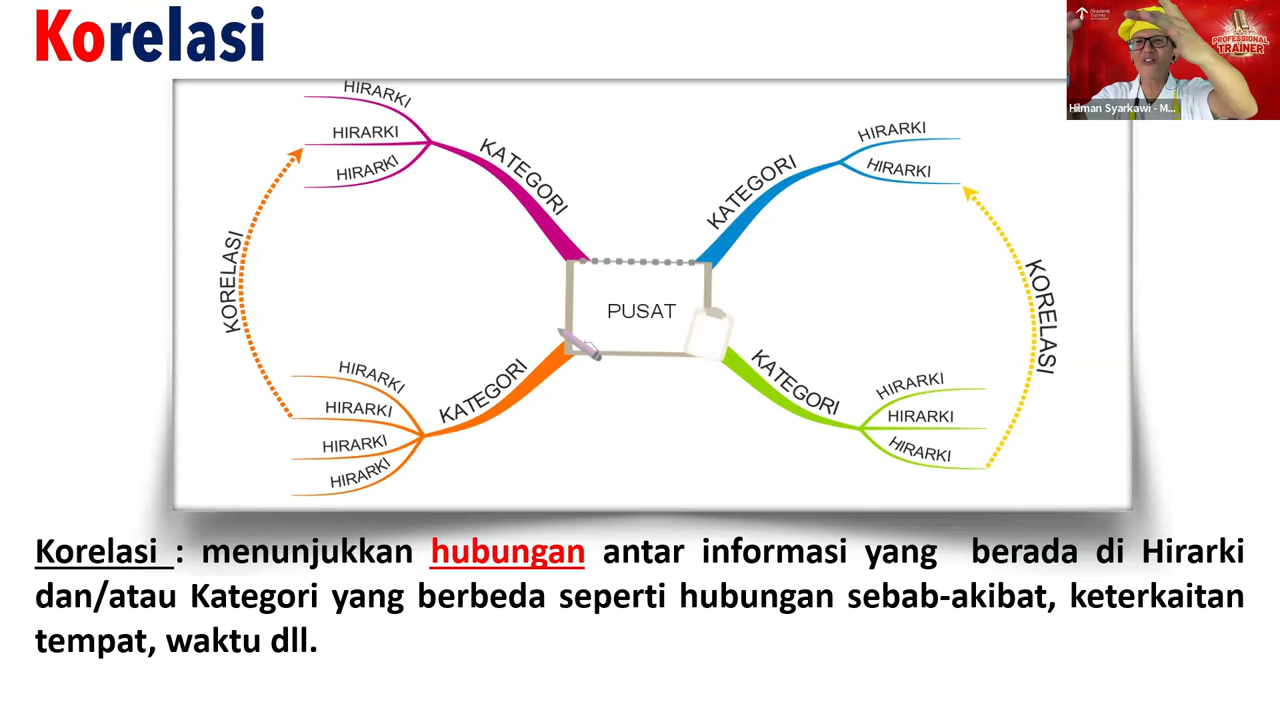 Korelasi
Akademi
Trainer
PROFESSIONAL
TRAINER
Hilman Syarkawi - M...
HIRARKI
HIRARKI
HIRARKI
KATEGORI
KORELASI
KATEGORI
HIRARKI
HIRARKI
PUSAT
KORELASI
HIRARKI
HIRARKI
HIRARKI
HIRARKI
KATEGORI
KATEGORI
HIRARKI
HIRARKI
HIRARKI
Korelasi : menunjukkan hubungan antar informasi yang berada di Hirarki
dan/atau Kategori yang berbeda seperti hubungan sebab-akibat, keterkaitan
tempat, waktu dll.